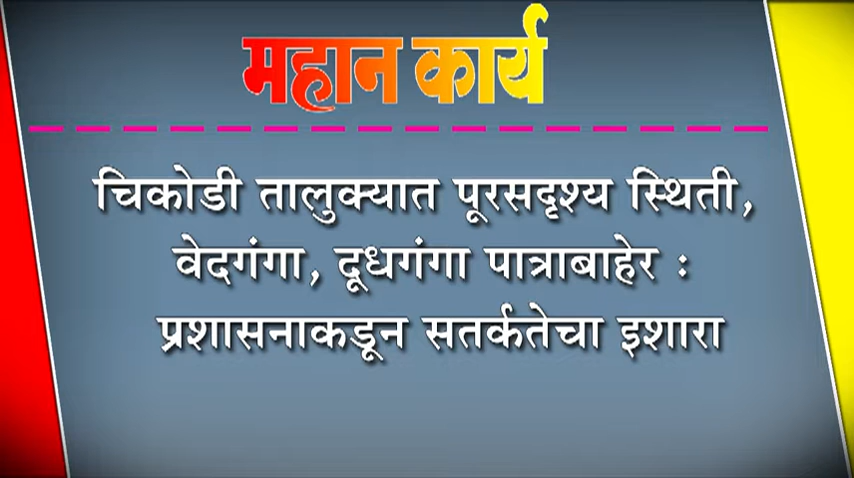 महान कार्य
चिकोडी तालुक्यात पूरसदृश्य स्थिती,
वेदगंगा, दूधगंगा पात्राबाहेर :
प्रशासनाकडून सतर्कतेचा इशारा